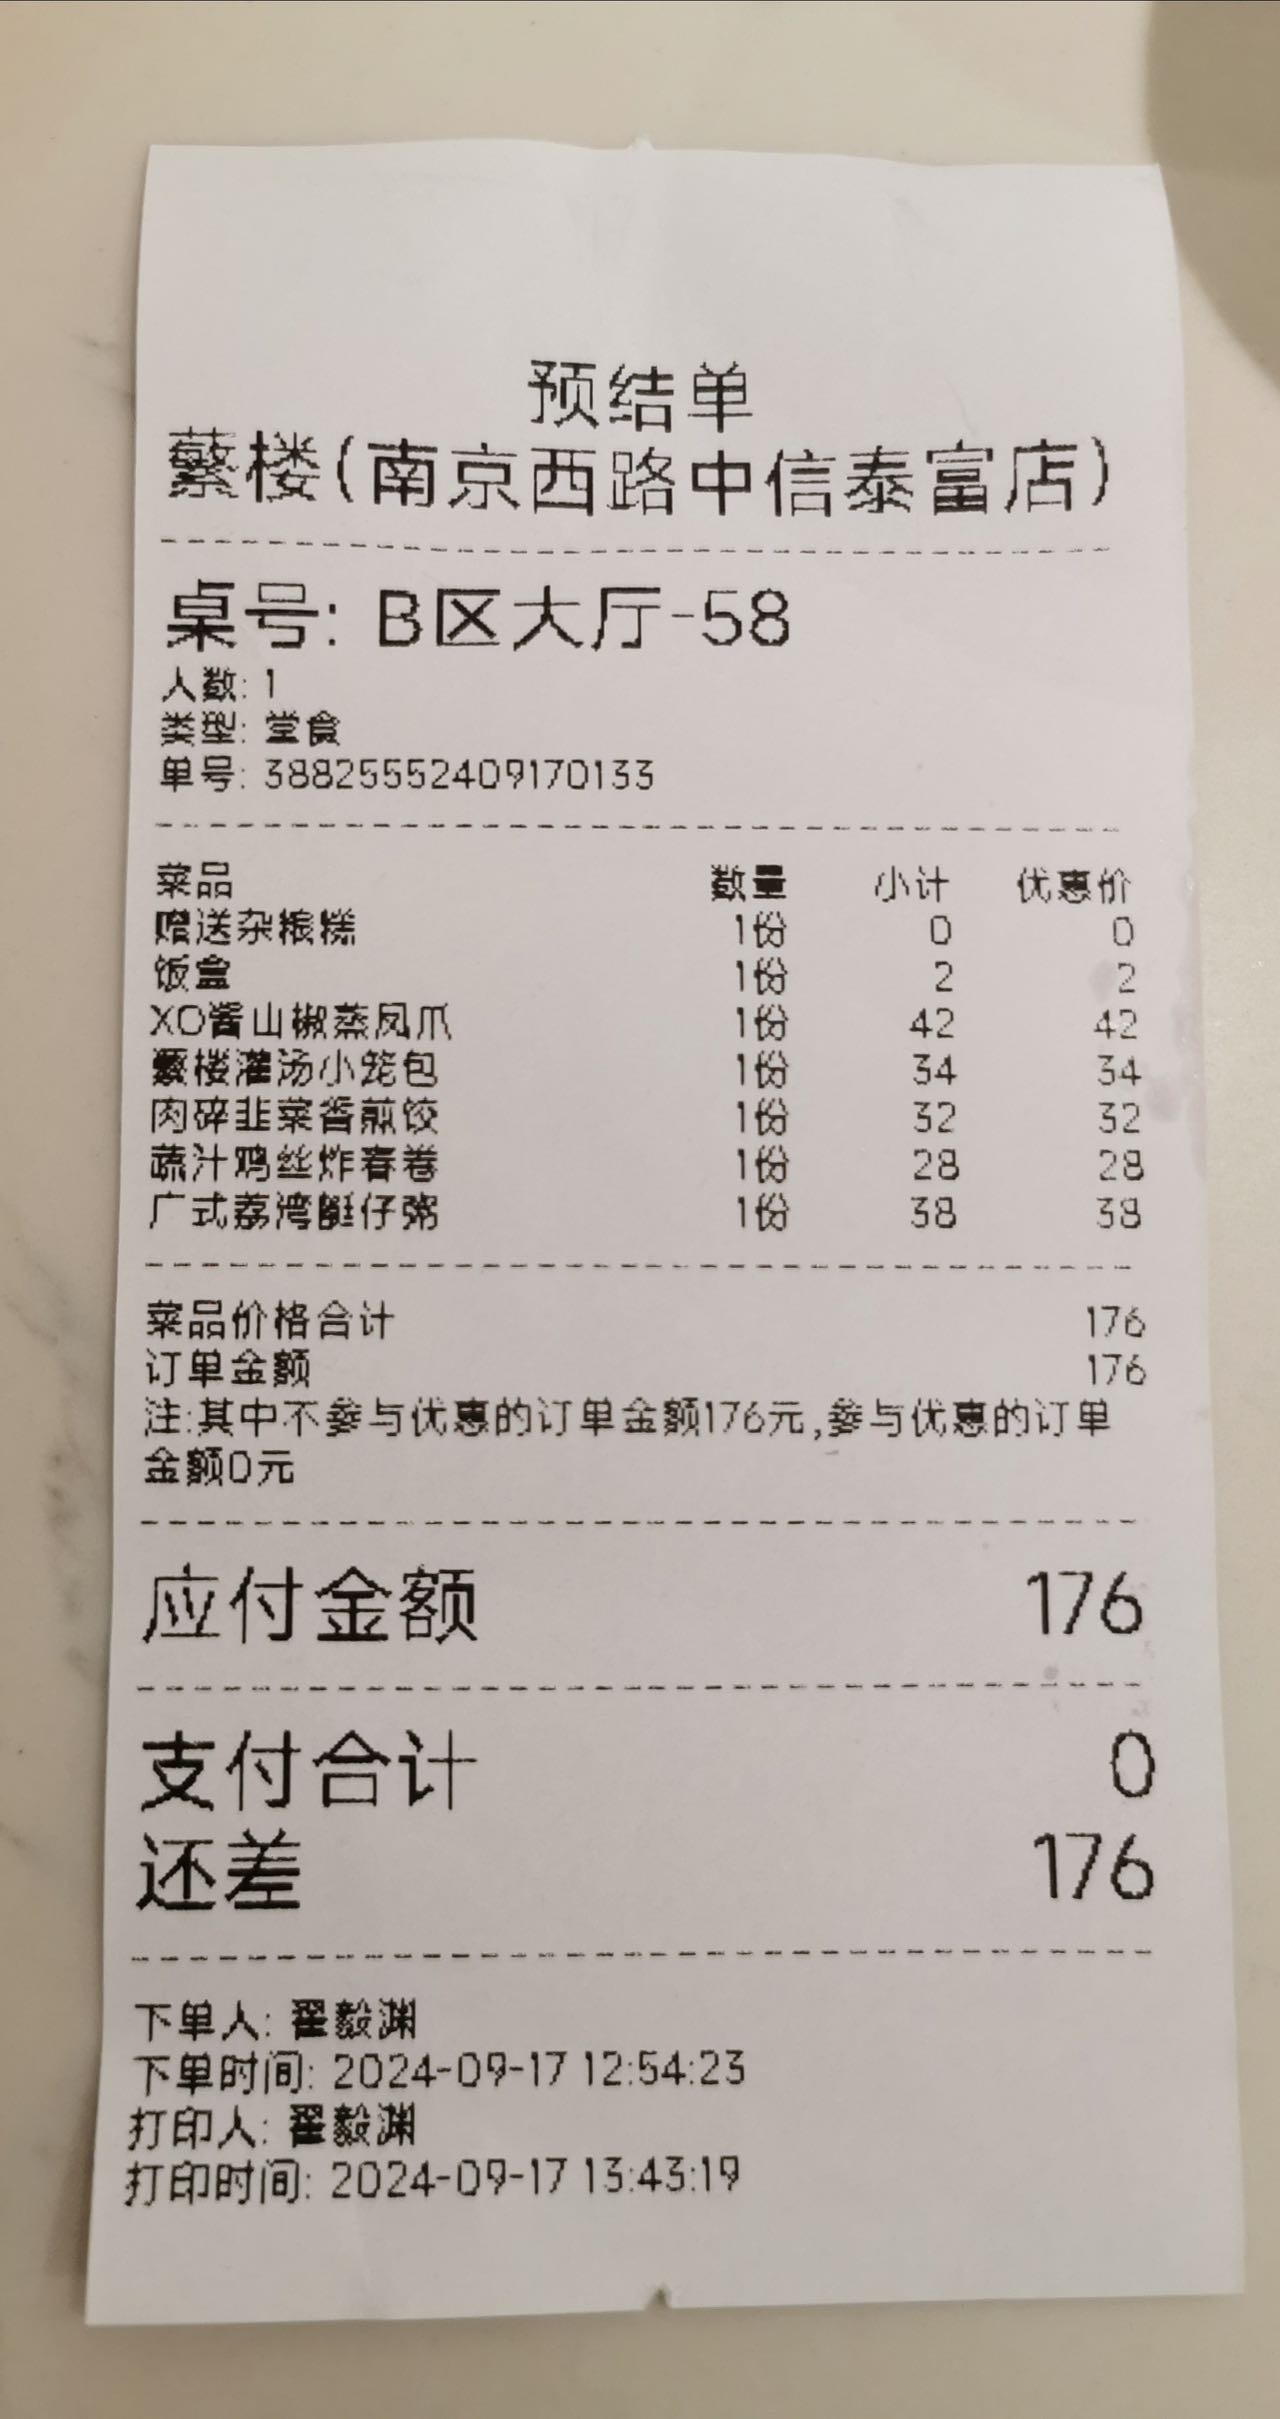 预结单
蘩楼(南京西路中信泰富店)
桌号: B区大厅-58
人数: 1
类型: 堂食
单号: 38825552409170133
菜品 数量 小计 优惠价
赠送杂粮糕 1份 0 0
饭盒 1份 2 2
XO酱山椒蒸凤爪 1份 42 42
蘩楼灌汤小笼包 1份 34 34
肉碎韭菜香煎饺 1份 32 32
蔬汁鸡丝炸春卷 1份 28 28
广式荔湾艇仔粥 1份 38 38
菜品价格合计 176
订单金额 176
注:其中不参与优惠的订单金额176元,参与优惠的订单
金额0元
应付金额 176
支付合计 0
还差 176
下单人: 翟毅渊
下单时间: 2024-09-17 12:54:23
打印人: 翟毅渊
打印时间: 2024-09-17 13:43:19